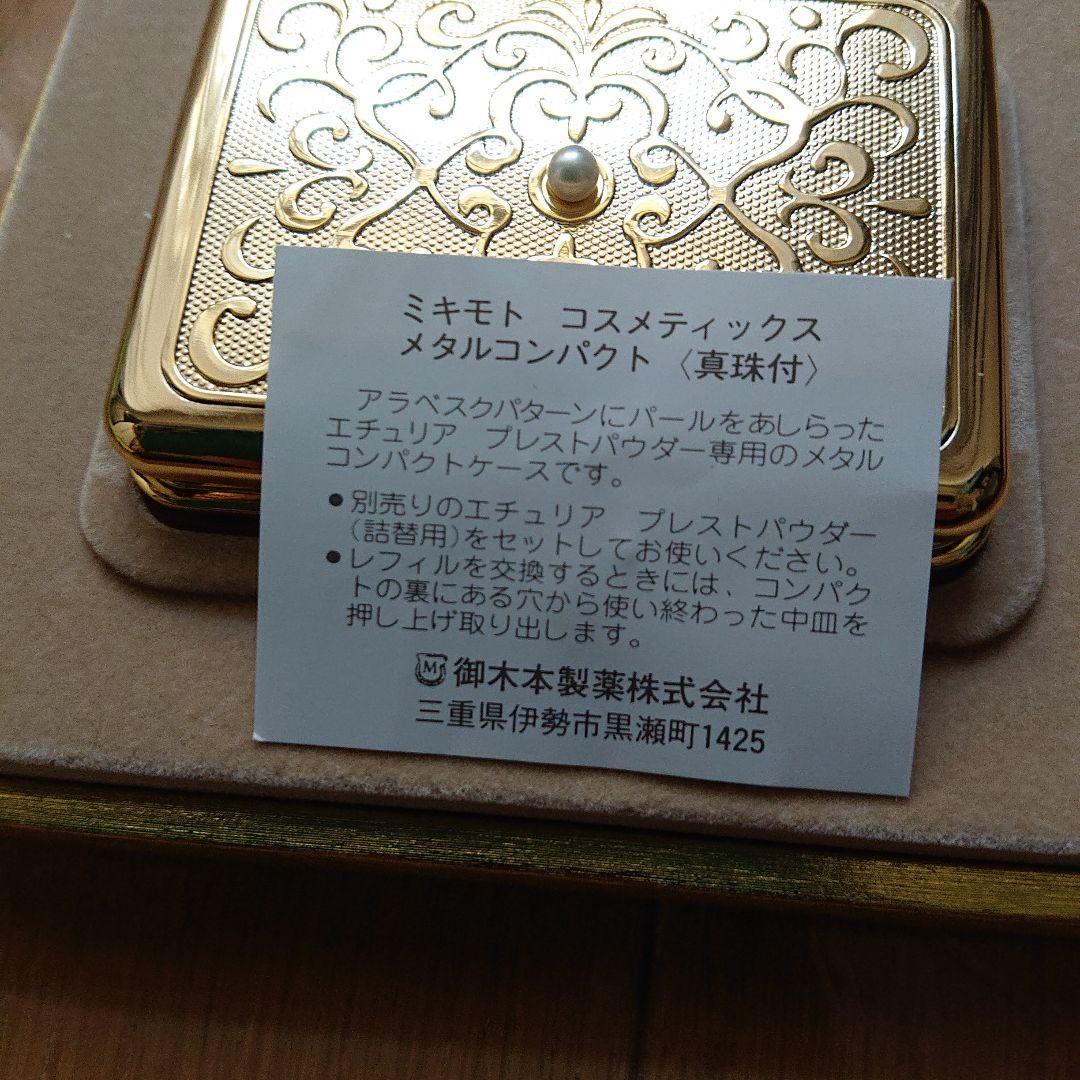 ミキモト　コスメティックス
メタルコンパクト〈真珠付〉
アラベスクパターンにパールをあしらった
エチュリア　プレストパウダー専用のメタル
コンパクトケースです。
●別売りのエチュリア　プレストパウダー
（詰替用）をセットしてお使いください。
●レフィルを交換するときには、コンパク
トの裏にある穴から使い終わった中皿を
押し上げ取り出します。
M 御木本製薬株式会社
三重県伊勢市黒瀬町1425